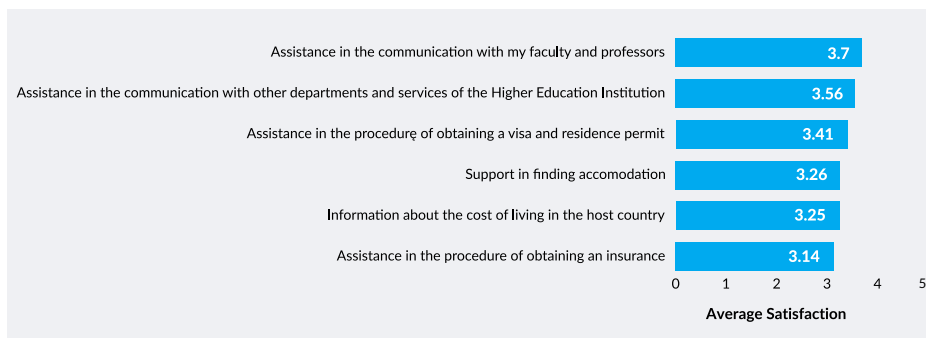 Assistance in the communication with my faculty and professors 3.7
Assistance in the communication with other departments and services of the Higher Education Institution 3.56
Assistance in the procedure of obtaining a visa and residence permit 3.41
Support in finding accomodation 3.26
Information about the cost of living in the host country 3.25
Assistance in the procedure of obtaining an insurance 3.14
0 1 2 3 4 5
Average Satisfaction